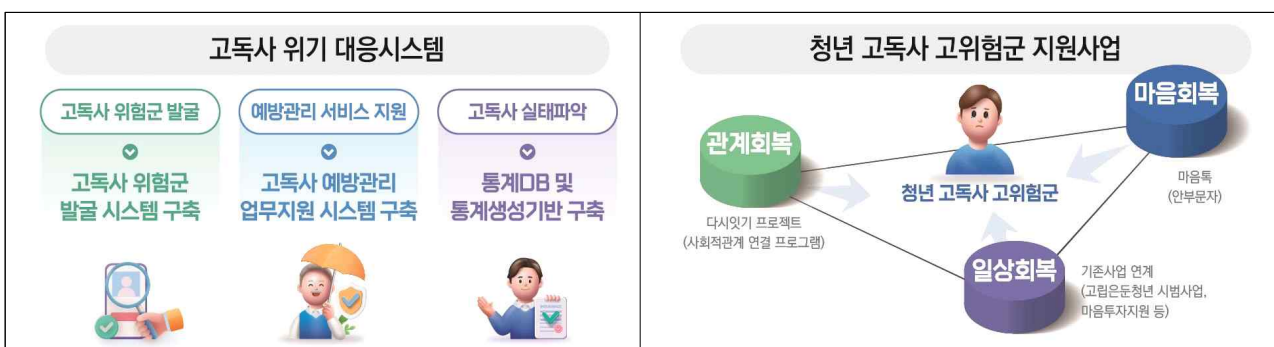 고독사 위기 대응시스템
고독사 위험군 발굴
고독사 위험군
발굴 시스템 구축
예방관리 서비스 지원
고독사 예방관리
업무지원 시스템 구축
고독사 실태파악
통계DB 및
통계생성기반 구축
청년 고독사 고위험군 지원사업
관계회복
다시잇기 프로젝트
(사회적관계 연결 프로그램)
청년 고독사 고위험군
마음회복
마음톡
(안부문자)
일상회복
기존사업 연계
(고립은둔청년 시범사업,
마음투자지원 등)